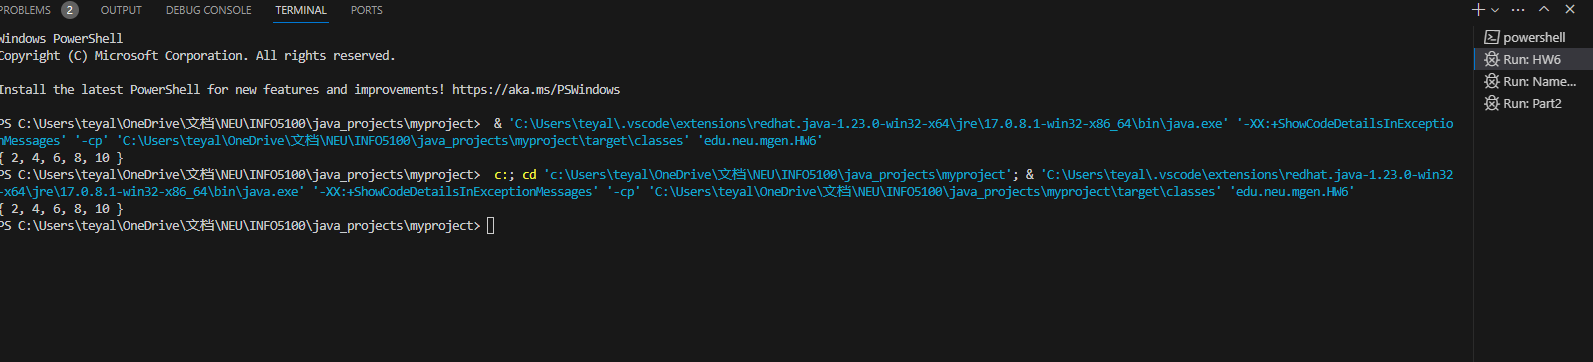 PROBLEMS 2 OUTPUT DEBUG CONSOLE TERMINAL PORTS
Windows PowerShell
Copyright (C) Microsoft Corporation. All rights reserved.
Install the latest PowerShell for new features and improvements! https://aka.ms/PSWindows
PS C:\Users\teyal\OneDrive\文档\NEU\INFO5100\java_projects\myproject>  & 'C:\Users\teyal\.vscode\extensions\redhat.java-1.23.0-win32-x64\jre\17.0.8.1-win32-x86_64\bin\java.exe' '-XX:+ShowCodeDetailsInExceptio
nMessages' '-cp' 'C:\Users\teyal\OneDrive\文档\NEU\INFO5100\java_projects\myproject\target\classes' 'edu.neu.mgen.HW6'
{ 2, 4, 6, 8, 10 }
PS C:\Users\teyal\OneDrive\文档\NEU\INFO5100\java_projects\myproject>  c:; cd 'c:\Users\teyal\OneDrive\文档\NEU\INFO5100\java_projects\myproject'; & 'C:\Users\teyal\.vscode\extensions\redhat.java-1.23.0-win32
-x64\jre\17.0.8.1-win32-x86_64\bin\java.exe' '-XX:+ShowCodeDetailsInExceptionMessages' '-cp' 'C:\Users\teyal\OneDrive\文档\NEU\INFO5100\java_projects\myproject\target\classes' 'edu.neu.mgen.HW6'
{ 2, 4, 6, 8, 10 }
PS C:\Users\teyal\OneDrive\文档\NEU\INFO5100\java_projects\myproject>
powershell
Run: HW6
Run: Name...
Run: Part2